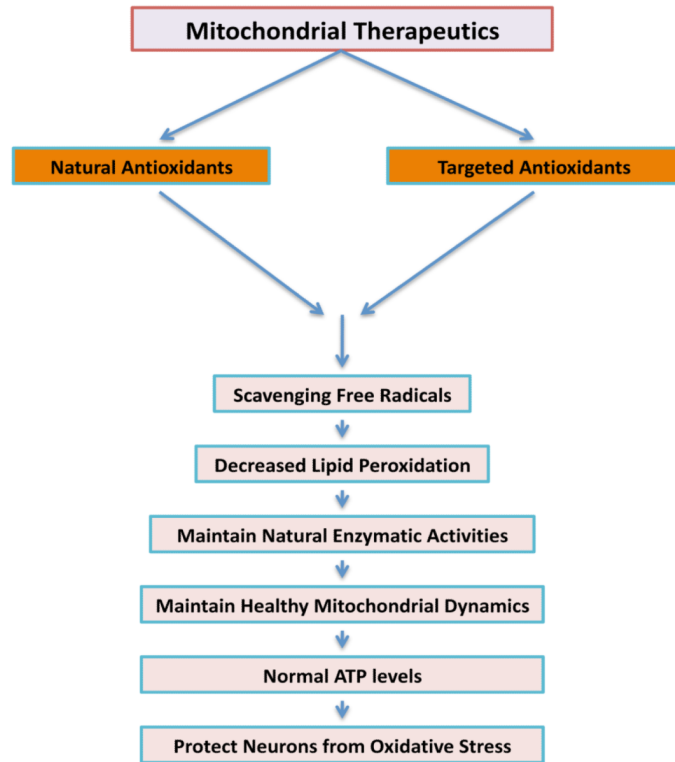 Mitochondrial Therapeutics
Natural Antioxidants
Targeted Antioxidants
Scavenging Free Radicals
Decreased Lipid Peroxidation
Maintain Natural Enzymatic Activities
Maintain Healthy Mitochondrial Dynamics
Normal ATP levels
Protect Neurons from Oxidative Stress